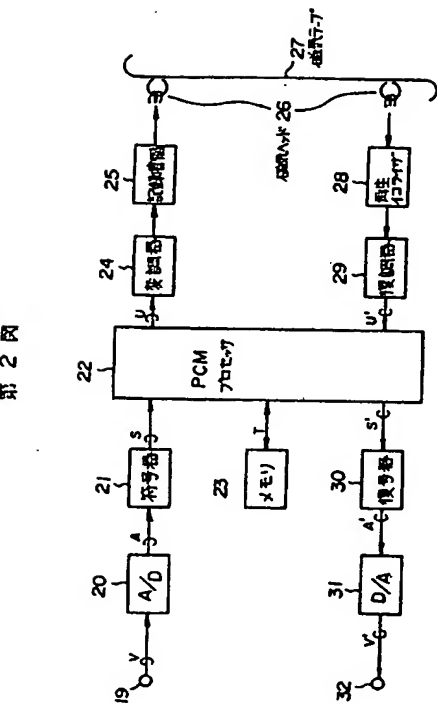 第 2 図
19
V
20
A/D
A
21
符号器
S
22
PCM
プロセッサ
T
23
メモリ
U
24
変調器
25
記録増幅
26
磁気ヘッド
27
磁気テープ
28
再生
イコライザ
29
復調器
U'
S'
30
復号器
A'
31
D/A
V'
32